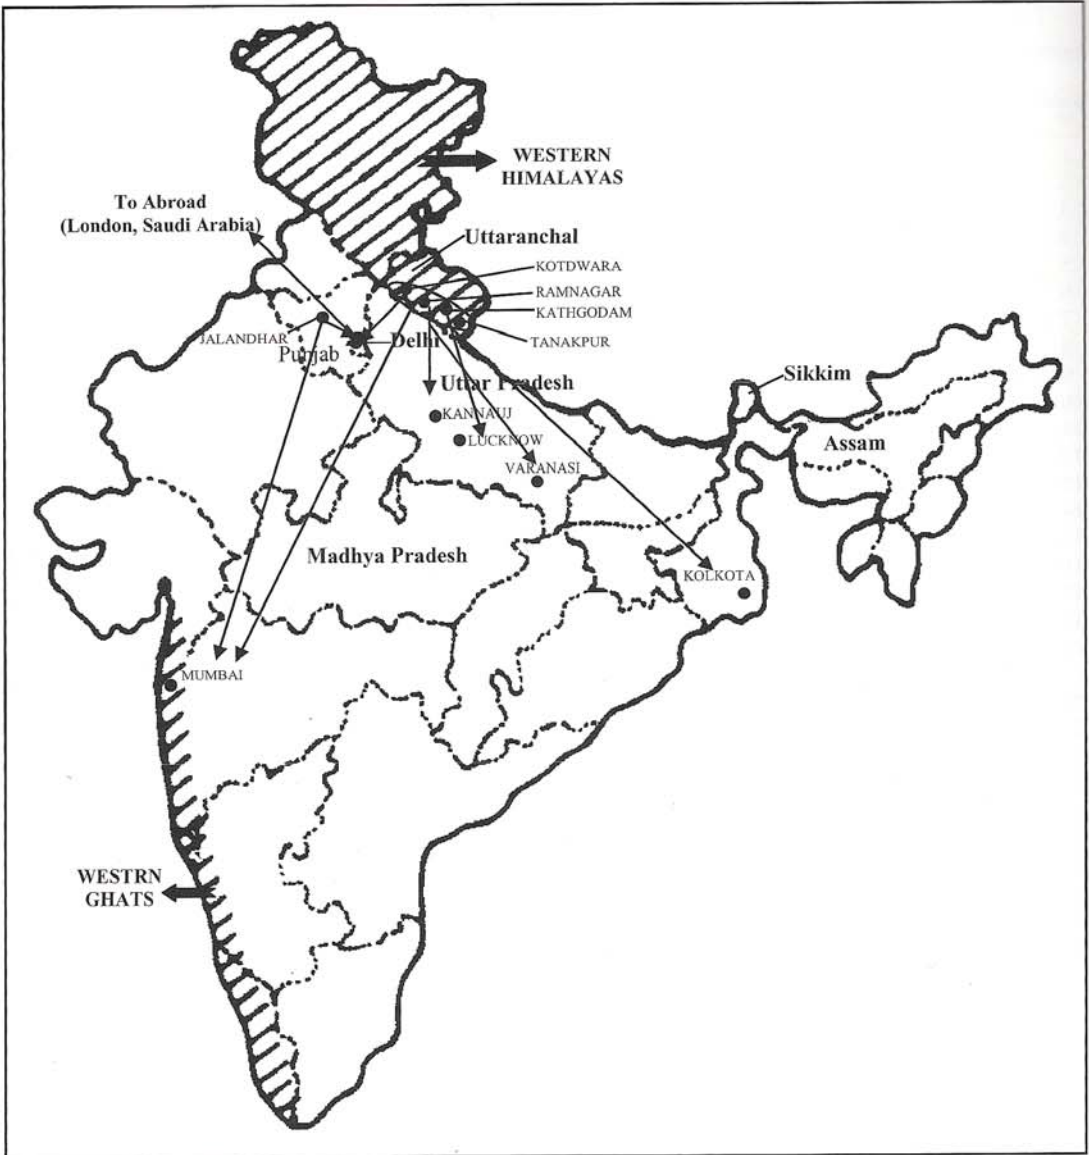 WESTERN
HIMALAYAS
To Abroad
(London, Saudi Arabia)
Uttaranchal
KOTDWARA
RAMNAGAR
KATHGODAM
TANAKPUR
JALANDHAR
Punjab
Delhi
Uttar Pradesh
Sikkim
KANNAUJ
LUCKNOW
Assam
VARANASI
Madhya Pradesh
KOLKOTA
MUMBAI
WESTRN
GHATS